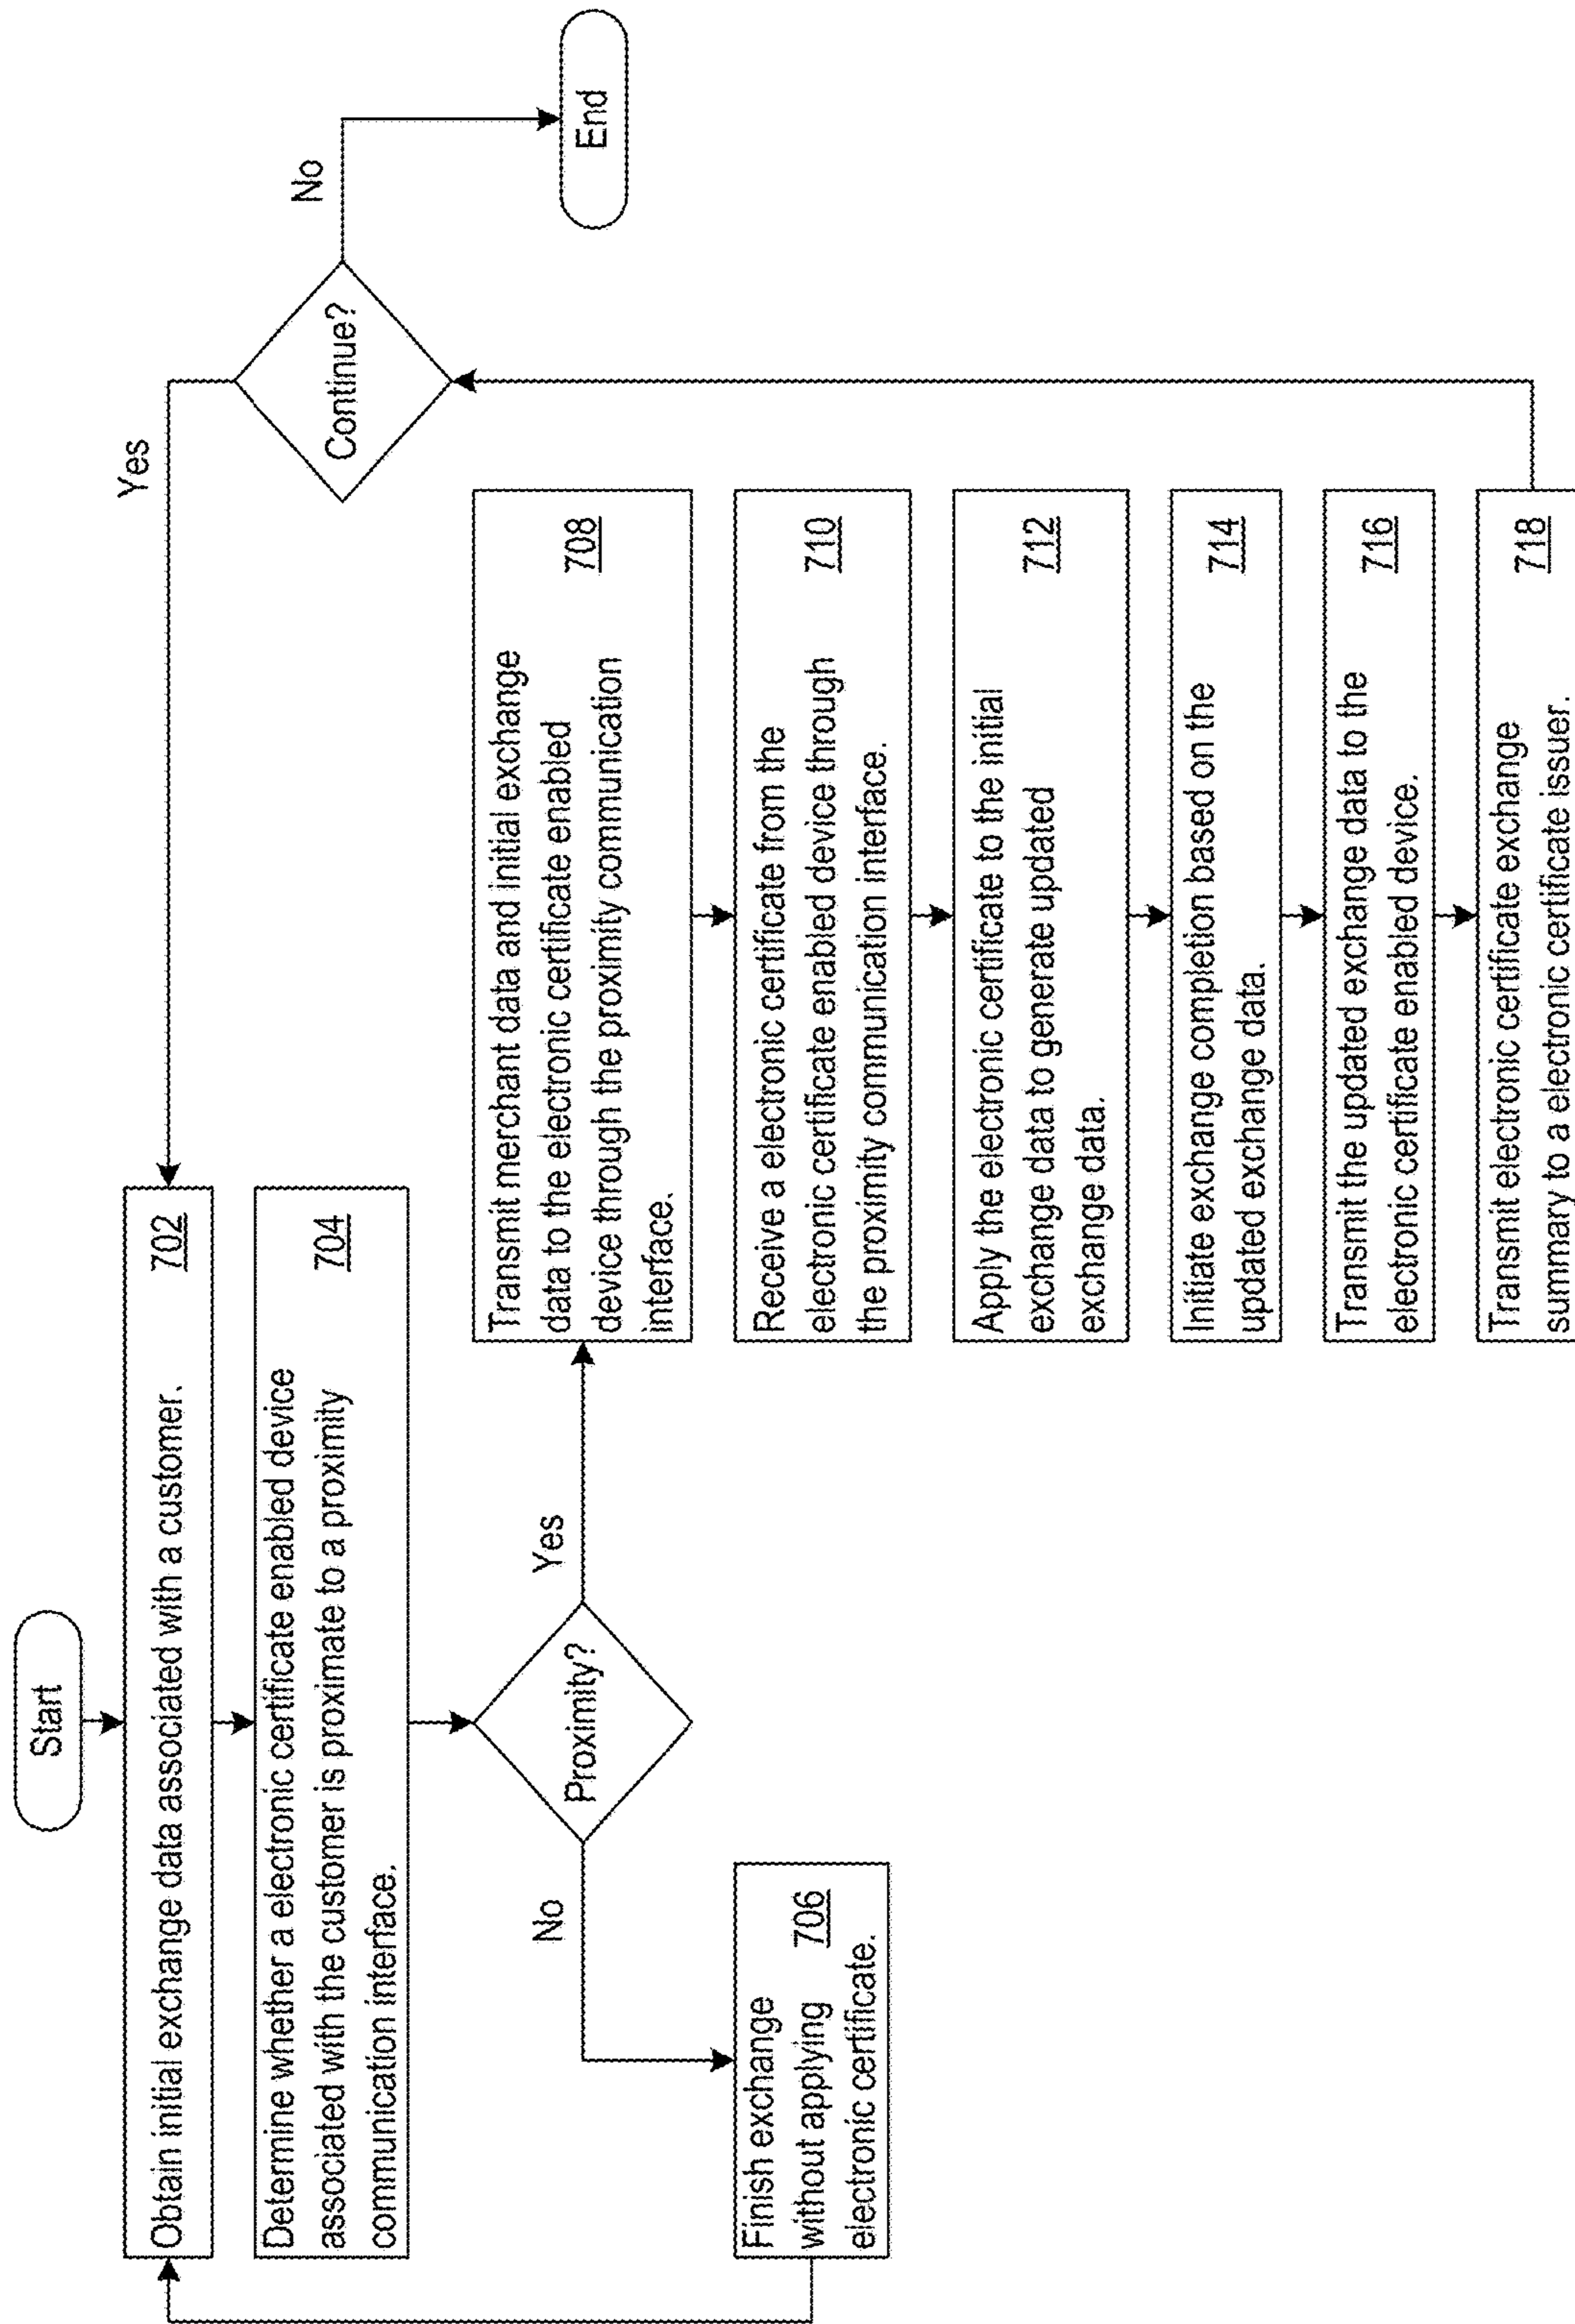 Start
Obtain initial exchange data associated with a customer. 702
Determine whether a electronic certificate enabled device
associated with the customer is proximate to a proximity 704
communication interface.
Proximity?
No
Yes
Finish exchange
without applying 706
electronic certificate.
Transmit merchant data and initial exchange
data to the electronic certificate enabled
device through the proximity communication 708
interface.
Receive a electronic certificate from the
electronic certificate enabled device through
the proximity communication interface. 710
Apply the electronic certificate to the initial
exchange data to generate updated
exchange data. 712
Initiate exchange completion based on the
updated exchange data. 714
Transmit the updated exchange data to the
electronic certificate enabled device. 716
Transmit electronic certificate exchange
summary to a electronic certificate issuer. 718
Continue?
Yes
No
End